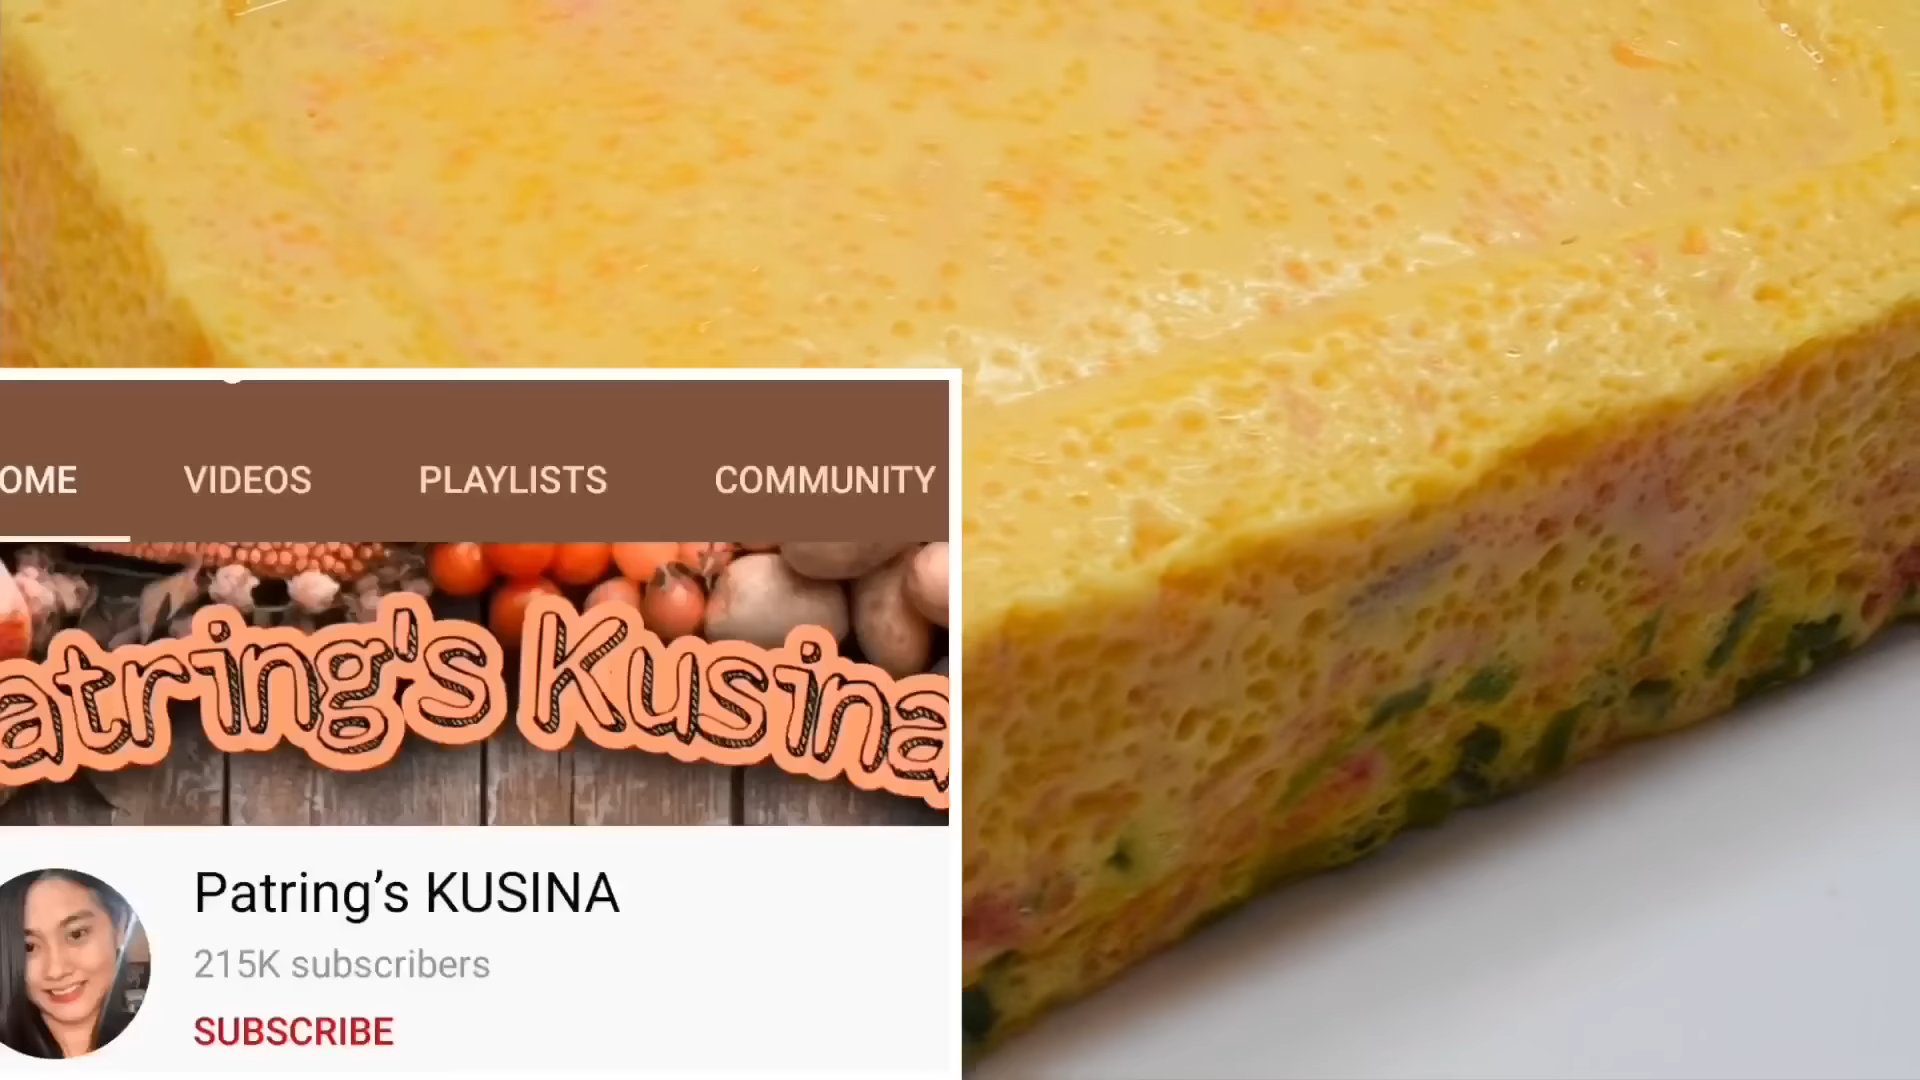 OME VIDEOS PLAYLISTS COMMUNITY
atring's Kusina
Patring’s KUSINA
215K subscribers
SUBSCRIBE